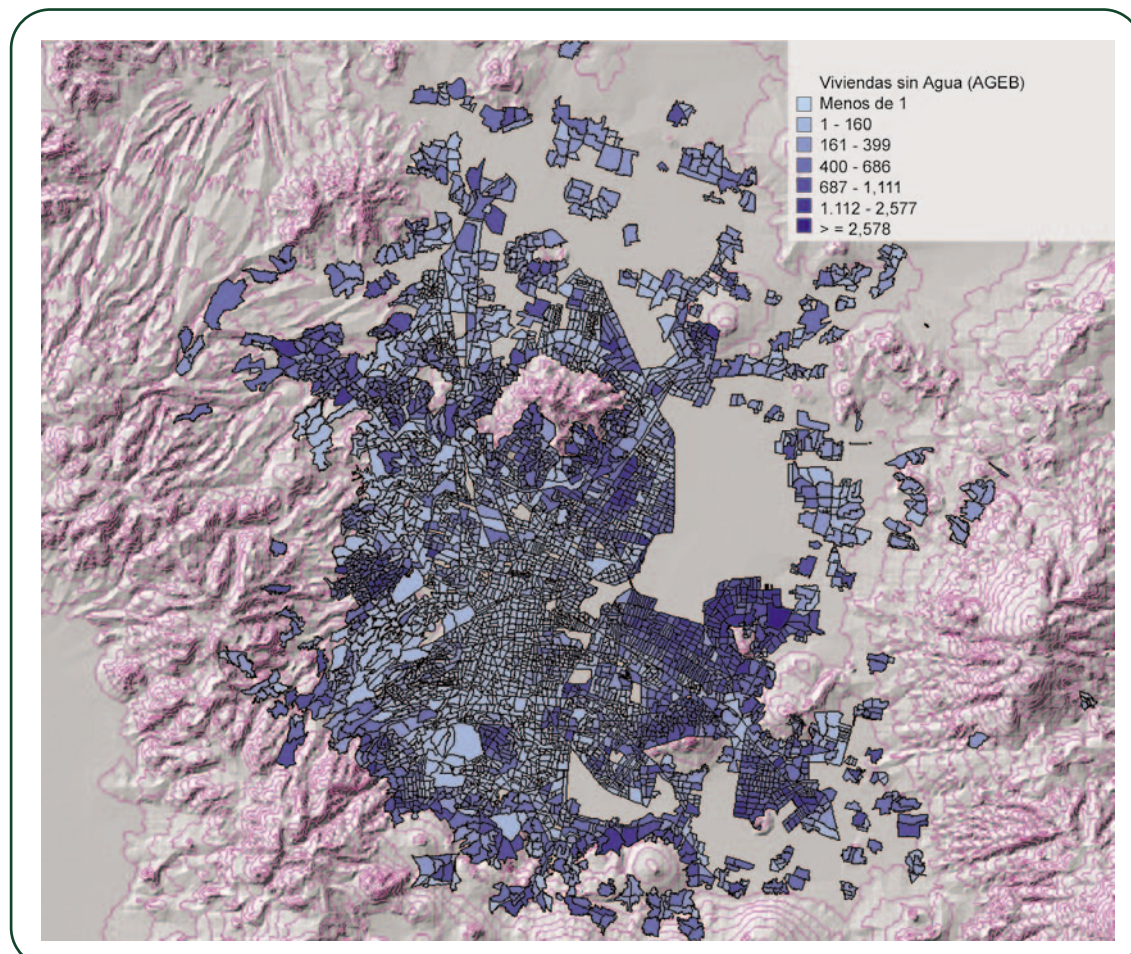 Viviendas sin Agua (AGEB)
Menos de 1
1 - 160
161 - 399
400 - 686
687 - 1,111
1.112 - 2,577
> = 2,578